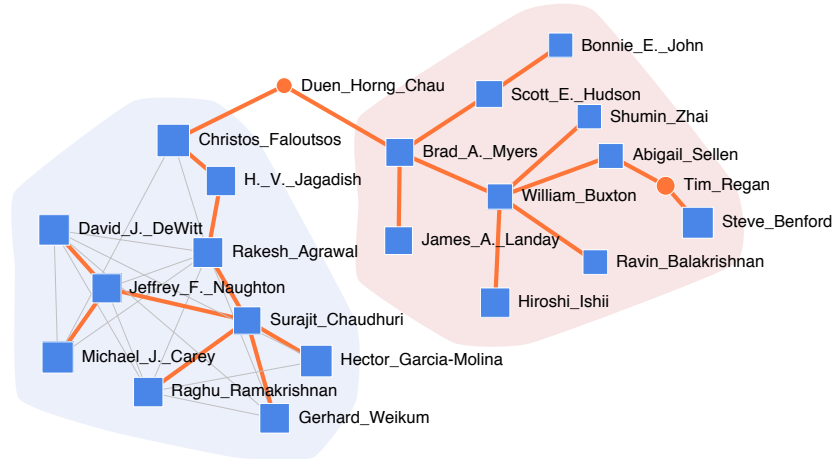 Bonnie_E._John
Duen_Horng_Chau
Scott_E._Hudson
Shumin_Zhai
Christos_Faloutsos
Brad_A._Myers
Abigail_Sellen
H._V._Jagadish
Tim_Regan
William_Buxton
Steve_Benford
David_J._DeWitt
James_A._Landay
Rakesh_Agrawal
Ravin_Balakrishnan
Jeffrey_F._Naughton
Hiroshi_Ishii
Surajit_Chaudhuri
Michael_J._Carey
Hector_Garcia-Molina
Raghu_Ramakrishnan
Gerhard_Weikum